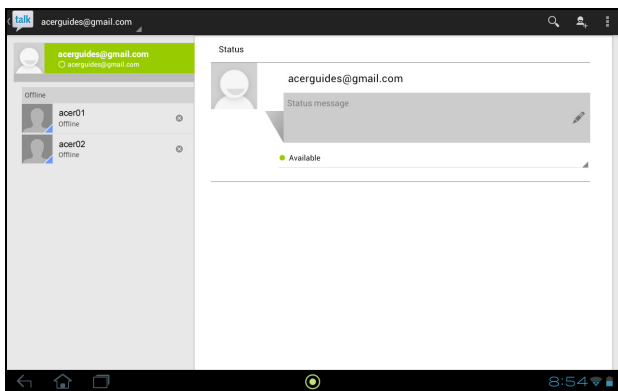 talk acerguides@gmail.com
acerguides@gmail.com
acerguides@gmail.com
Offline
acer01
Offline
acer02
Offline
Status
acerguides@gmail.com
Status message
Available
8:54